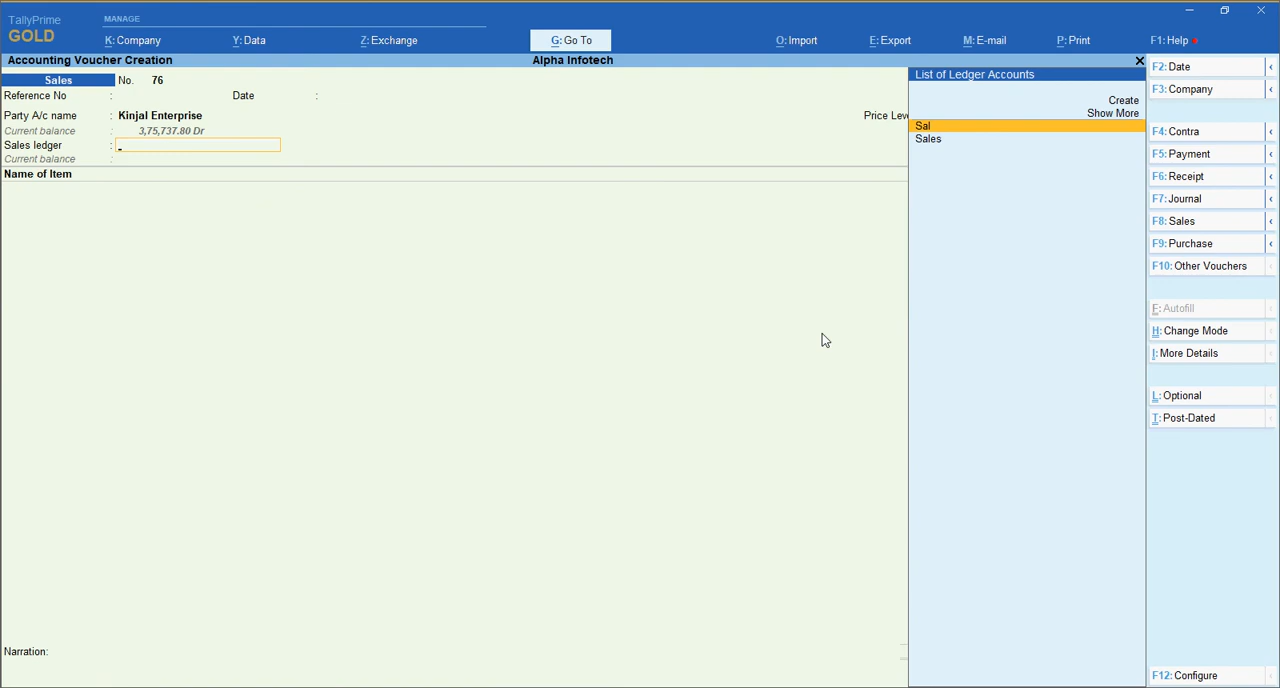 TallyPrime
GOLD
MANAGE
K: Company
Y: Data
Z: Exchange
G: Go To
O: Import
E: Export
M: E-mail
P: Print
F1: Help
Accounting Voucher Creation
Alpha Infotech
Sales No. 76
Reference No : Date :
Party A/c name : Kinjal Enterprise
Price Lev
Current balance : 3,75,737.80 Dr
Sales ledger :
Current balance :
Name of Item
Narration:
List of Ledger Accounts
Create
Show More
Sal
Sales
F2: Date
F3: Company
F4: Contra
F5: Payment
F6: Receipt
F7: Journal
F8: Sales
F9: Purchase
F10: Other Vouchers
F: Autofill
H: Change Mode
I: More Details
L: Optional
T: Post-Dated
F12: Configure